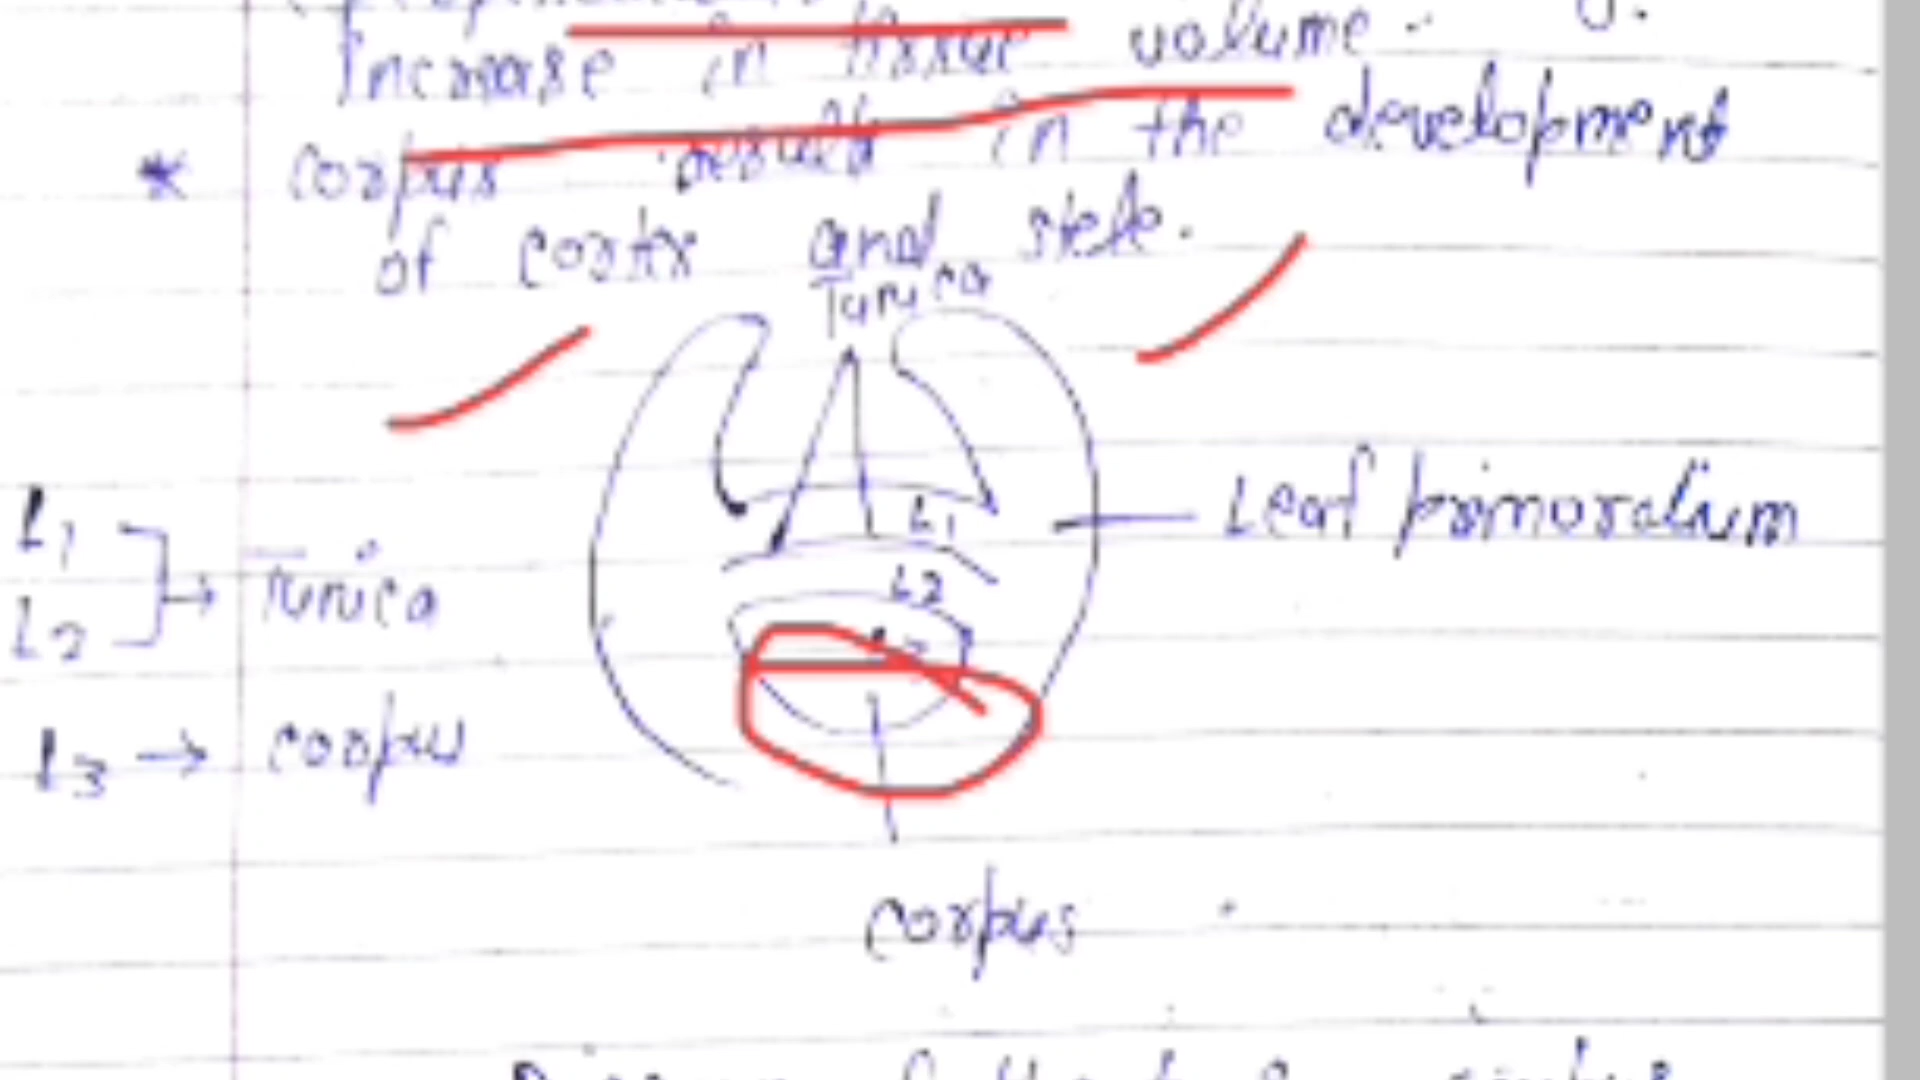 Increase in tissue volume.
* corpus result in the development
of cortex and stele.
Tunica
L1
L2
L1
L2
→ Tunica
Leaf primordium
L3 → corpus
corpus